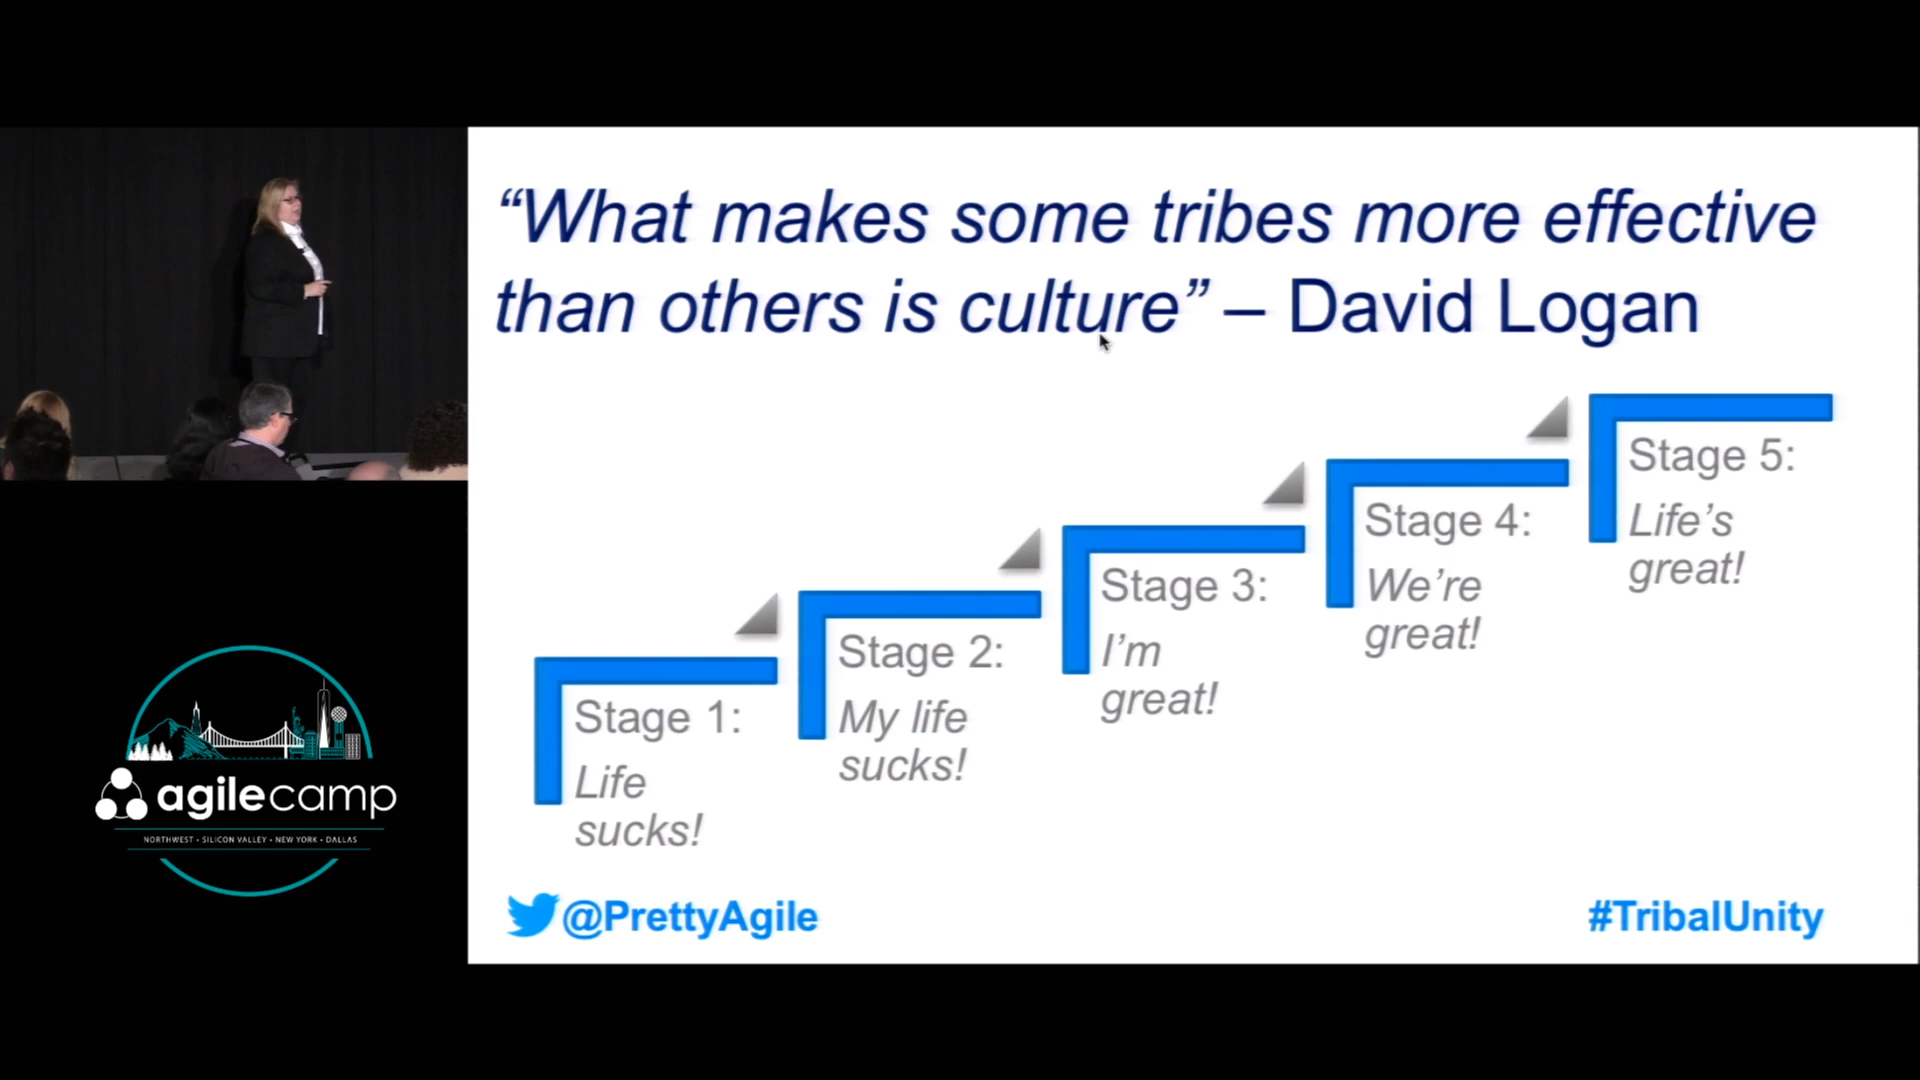 “What makes some tribes more effective
than others is culture” – David Logan
Stage 1:
Life
sucks!
Stage 2:
My life
sucks!
Stage 3:
I’m
great!
Stage 4:
We’re
great!
Stage 5:
Life’s
great!
@PrettyAgile
#TribalUnity
agilecamp
NORTHWEST • SILICON VALLEY • NEW YORK • DALLAS